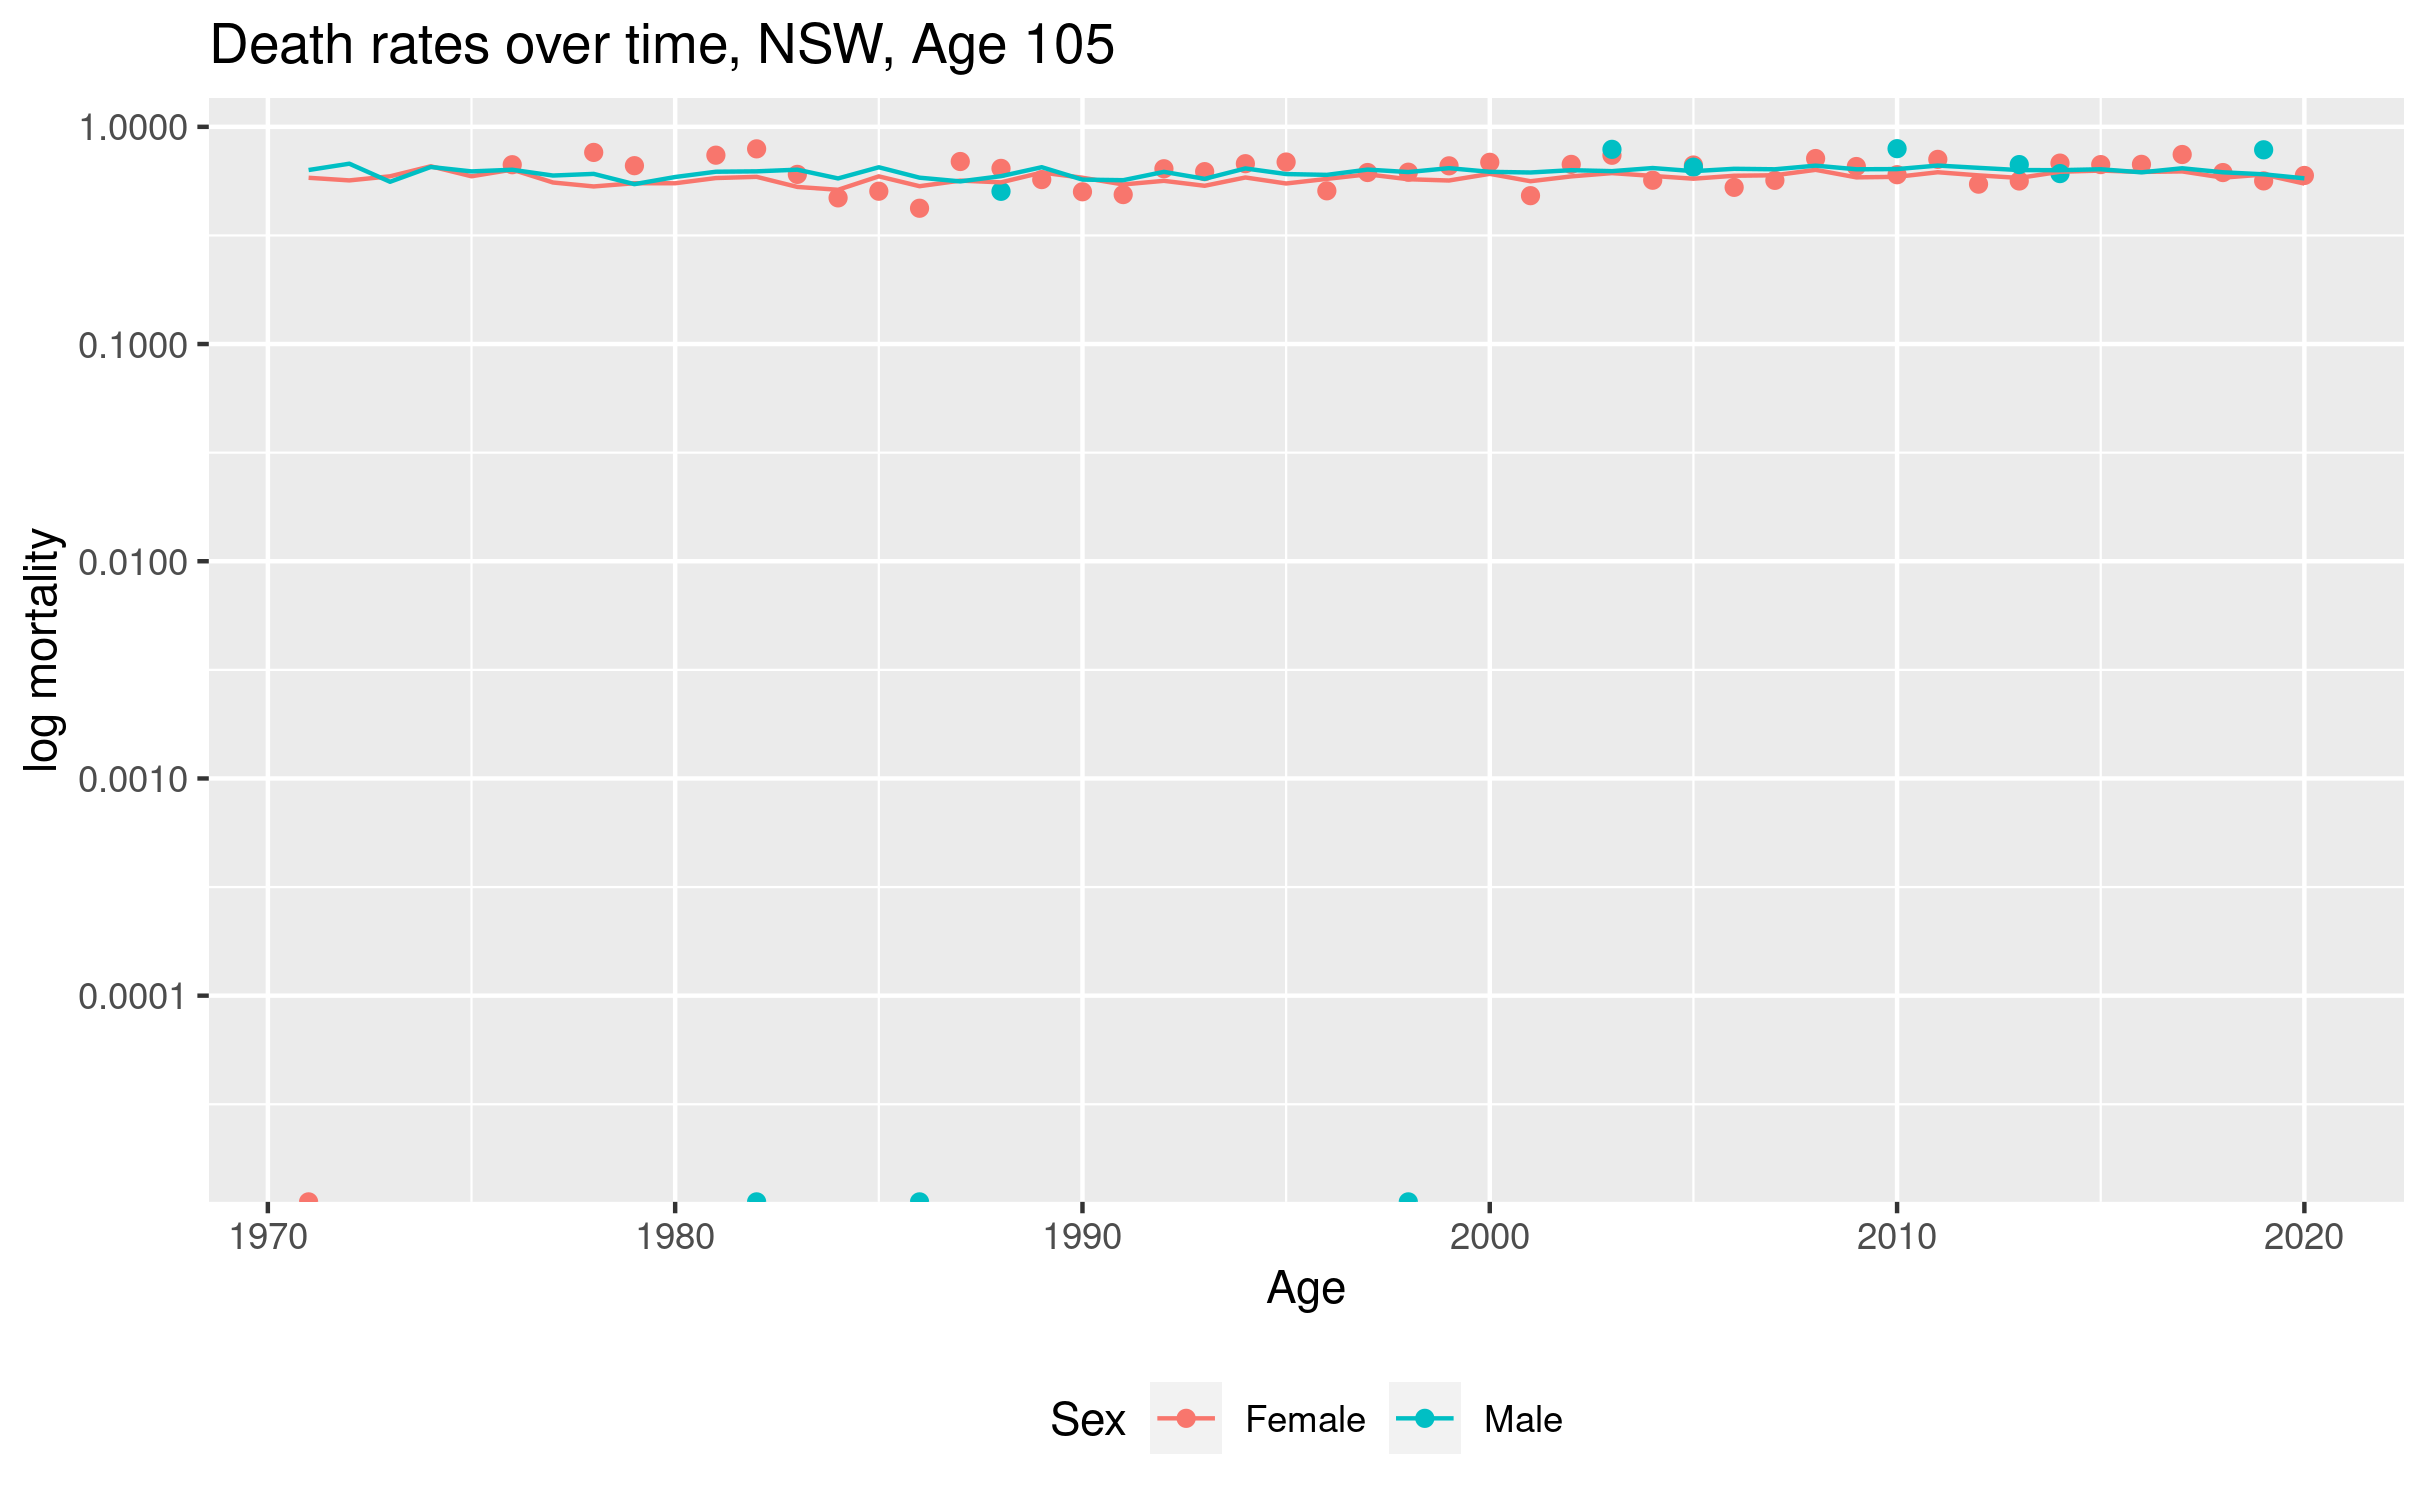 Death rates over time, NSW, Age 105
1.0000
0.1000
0.0100
0.0010
0.0001
log mortality
1970 1980 1990 2000 2010 2020
Age
Sex Female Male